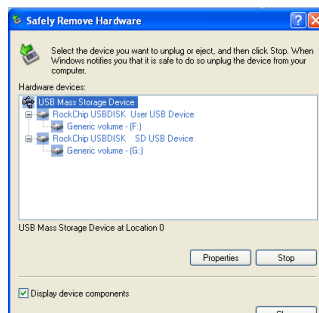 Safely Remove Hardware
Select the device you want to unplug or eject, and then click Stop. When
Windows notifies you that it is safe to do so unplug the device from your
computer.
Hardware devices:
USB Mass Storage Device
RockChip USBDISK User USB Device
Generic volume - (F:)
RockChip USBDISK SD USB Device
Generic volume - (G:)
USB Mass Storage Device at Location 0
Properties
Stop
Display device components